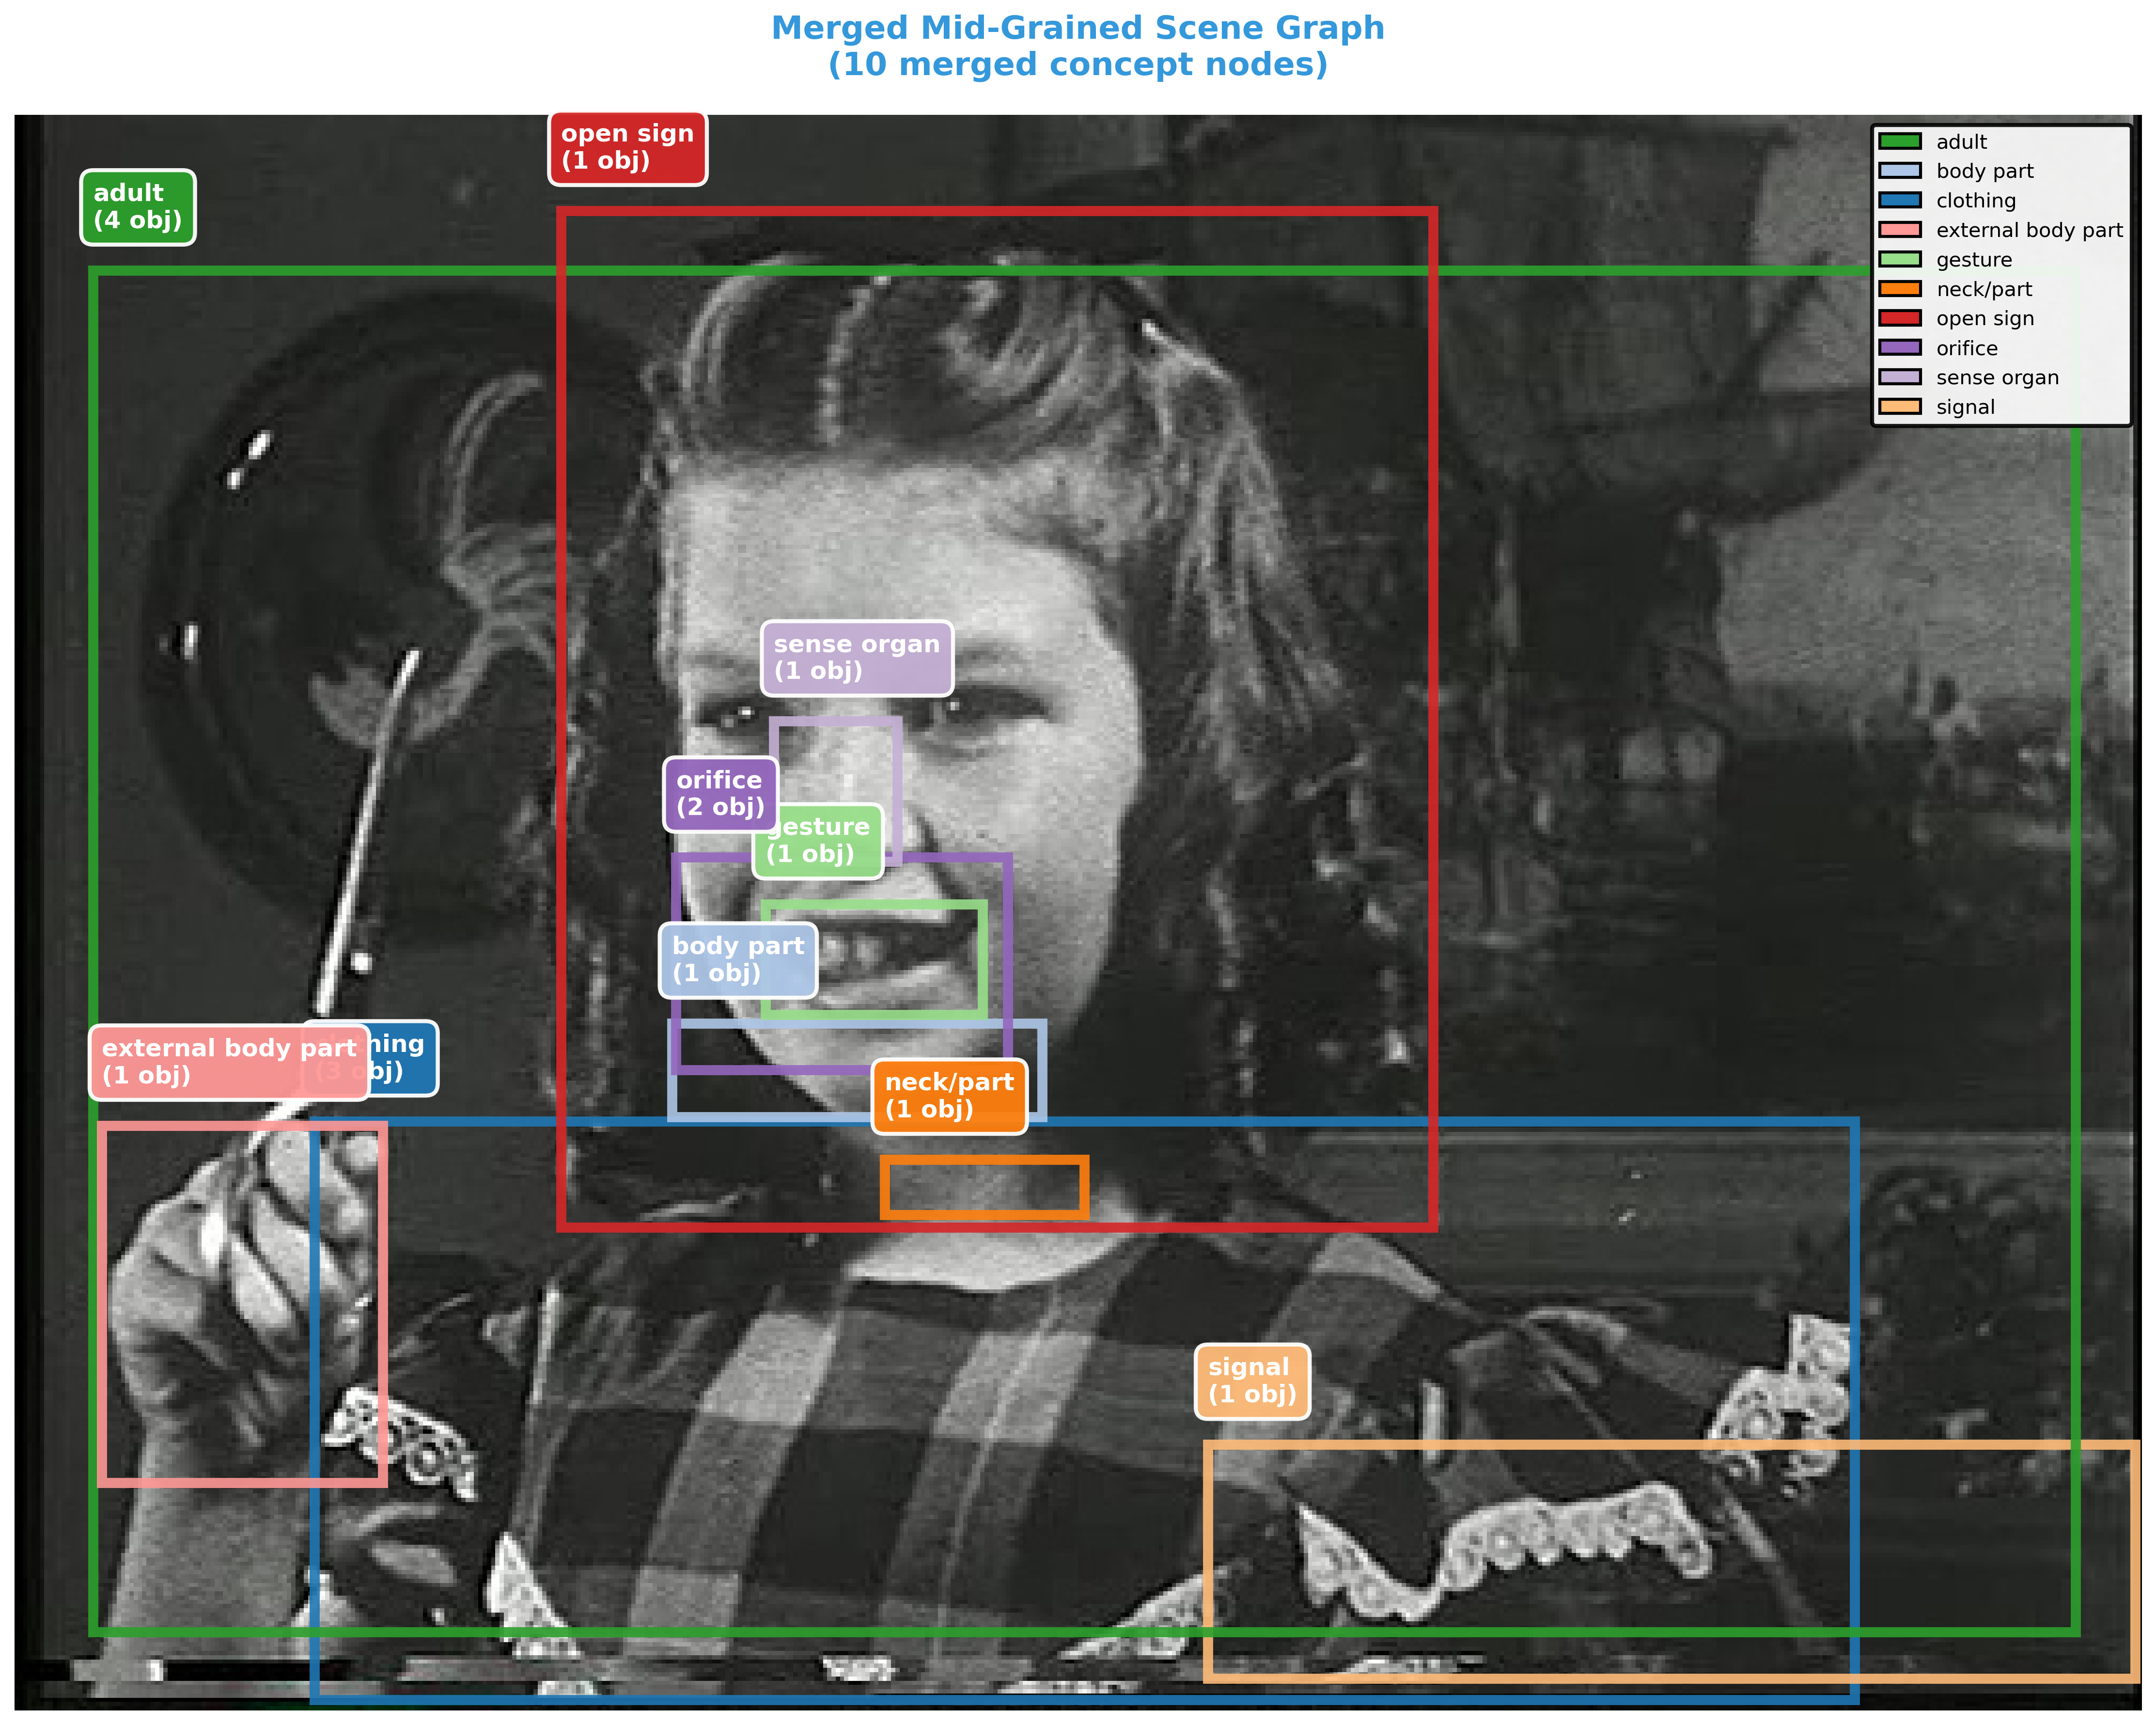 Merged Mid-Grained Scene Graph
(10 merged concept nodes)
open sign
(1 obj)
adult
(4 obj)
adult
body part
clothing
external body part
gesture
neck/part
open sign
orifice
sense organ
signal
sense organ
(1 obj)
orifice
(2 obj)
gesture
(1 obj)
body part
(1 obj)
external body part
(1 obj)
hing
(3 obj)
neck/part
(1 obj)
signal
(1 obj)